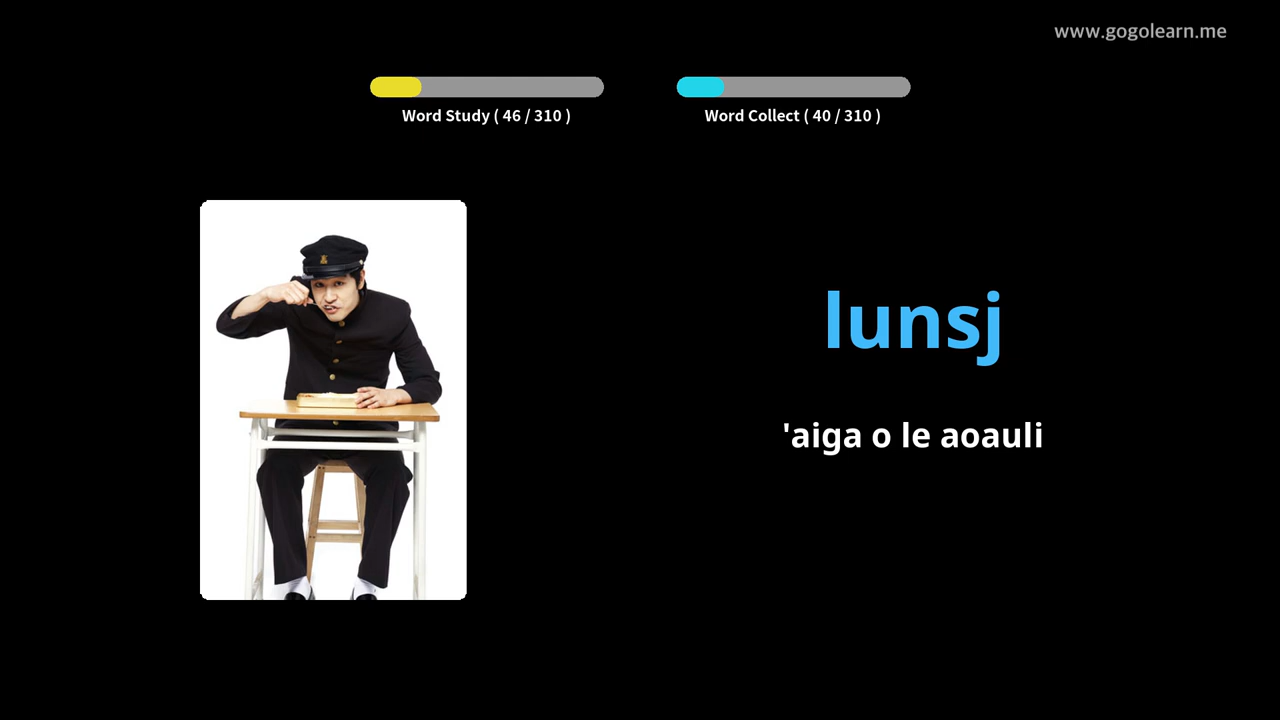 www.gogolearn.me
Word Study ( 46 / 310 )
Word Collect ( 40 / 310 )
lunsj
'aiga o le aoauli